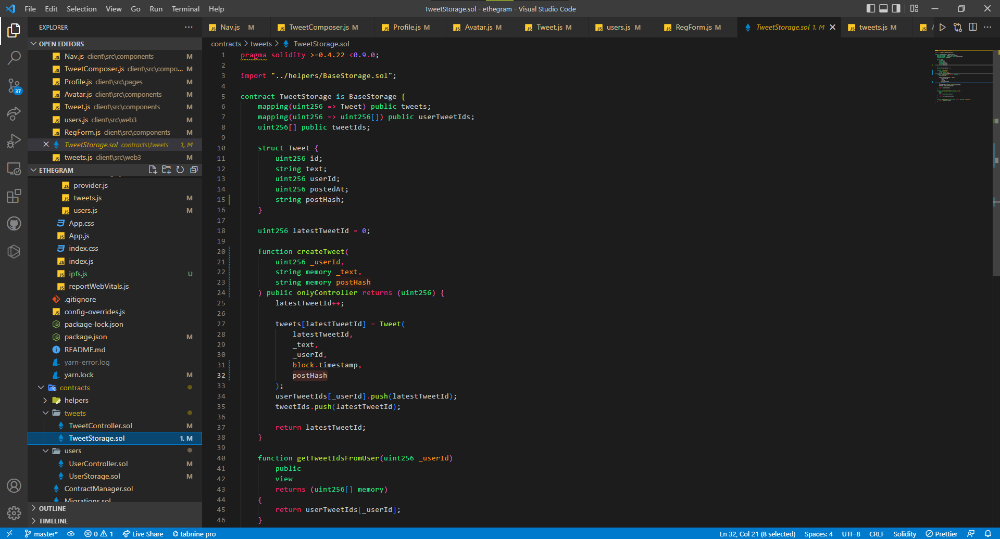 File Edit Selection View Go Run Terminal Help
TweetStorage.sol - ethegram - Visual Studio Code
EXPLORER
Nav.js M TweetComposer.js M Profile.js M Avatar.js M Tweet.js M users.js M RegForm.js M TweetStorage.sol 1, M tweets.js M
OPEN EDITORS
Nav.js client\src\components M
TweetComposer.js client\src\compo... M
Profile.js client\src\pages M
Avatar.js client\src\components M
Tweet.js client\src\components M
users.js client\src\web3 M
RegForm.js client\src\components M
TweetStorage.sol contracts\tweets 1, M
tweets.js client\src\web3 M
ETHEGRAM
provider.js
tweets.js M
users.js M
App.css
App.js
index.css
index.js
ipfs.js U
reportWebVitals.js
.gitignore
config-overrides.js
package-lock.json
package.json M
README.md
yarn-error.log
yarn.lock M
contracts
helpers
tweets
TweetController.sol M
TweetStorage.sol 1, M
users
UserController.sol M
UserStorage.sol M
ContractManager.sol
Migrations.sol
OUTLINE
TIMELINE
37
contracts > tweets > TweetStorage.sol
1 pragma solidity >=0.4.22 <0.9.0;
2
3 import "../helpers/BaseStorage.sol";
4
5 contract TweetStorage is BaseStorage {
6 mapping(uint256 => Tweet) public tweets;
7 mapping(uint256 => uint256[]) public userTweetIds;
8 uint256[] public tweetIds;
9
10 struct Tweet {
11 uint256 id;
12 string text;
13 uint256 userId;
14 uint256 postedAt;
15 string postHash;
16 }
17
18 uint256 latestTweetId = 0;
19
20 function createTweet(
21 uint256 _userId,
22 string memory _text,
23 string memory postHash
24 ) public onlyController returns (uint256) {
25 latestTweetId++;
26
27 tweets[latestTweetId] = Tweet(
28 latestTweetId,
29 _text,
30 _userId,
31 block.timestamp,
32 postHash
33 );
34 userTweetIds[_userId].push(latestTweetId);
35 tweetIds.push(latestTweetId);
36
37 return latestTweetId;
38 }
39
40 function getTweetIdsFromUser(uint256 _userId)
41 public
42 view
43 returns (uint256[] memory)
44 {
45 return userTweetIds[_userId];
46 }
master* 0 1 Live Share tabnine pro
Ln 32, Col 21 (8 selected) Spaces: 4 UTF-8 CRLF Solidity Prettier